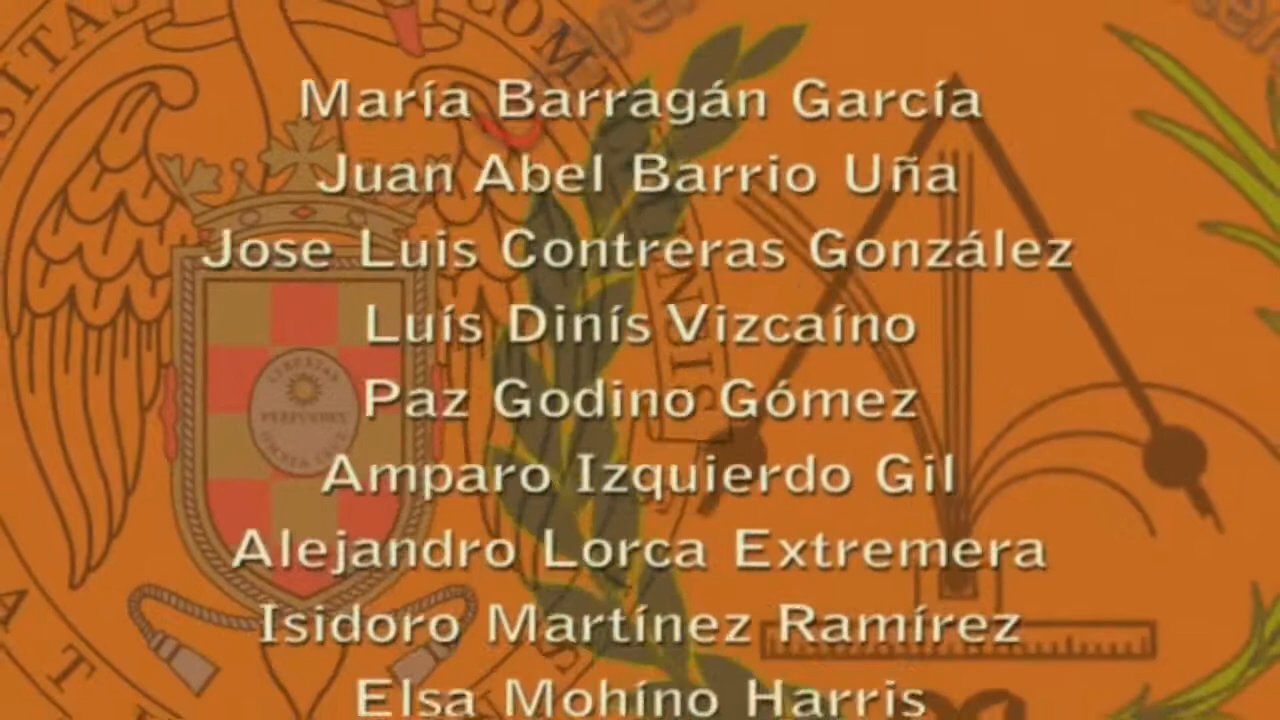 María Barragán García
Juan Abel Barrio Uña
Jose Luis Contreras González
Luís Dinís Vizcaíno
Paz Godino Gómez
Amparo Izquierdo Gil
Alejandro Lorca Extremera
Isidoro Martínez Ramírez
Elsa Mohíno Harris